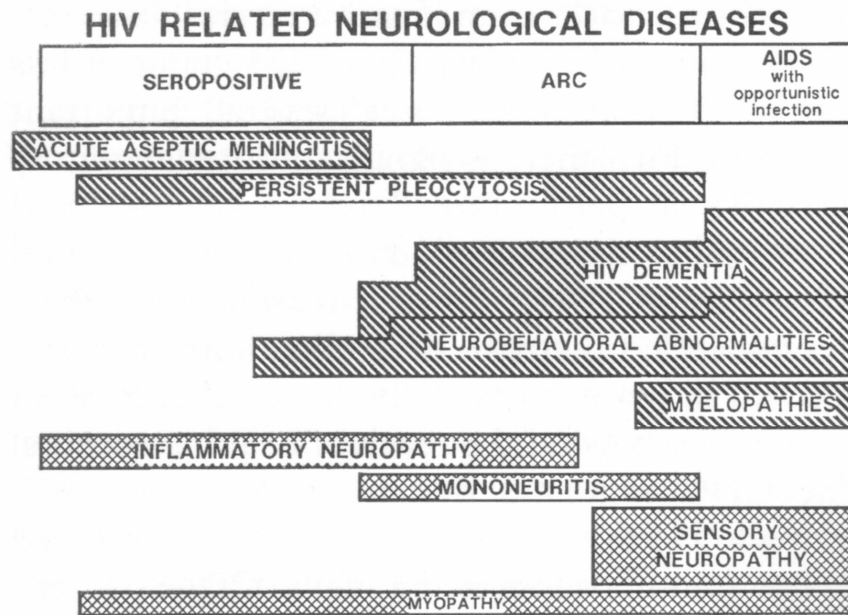 HIV RELATED NEUROLOGICAL DISEASES
SEROPOSITIVE
ARC
AIDS
with
opportunistic
infection
ACUTE ASEPTIC MENINGITIS
PERSISTENT PLEOCYTOSIS
HIV DEMENTIA
NEUROBEHAVIORAL ABNORMALITIES
MYELOPATHIES
INFLAMMATORY NEUROPATHY
MONONEURITIS
SENSORY
NEUROPATHY
MYOPATHY